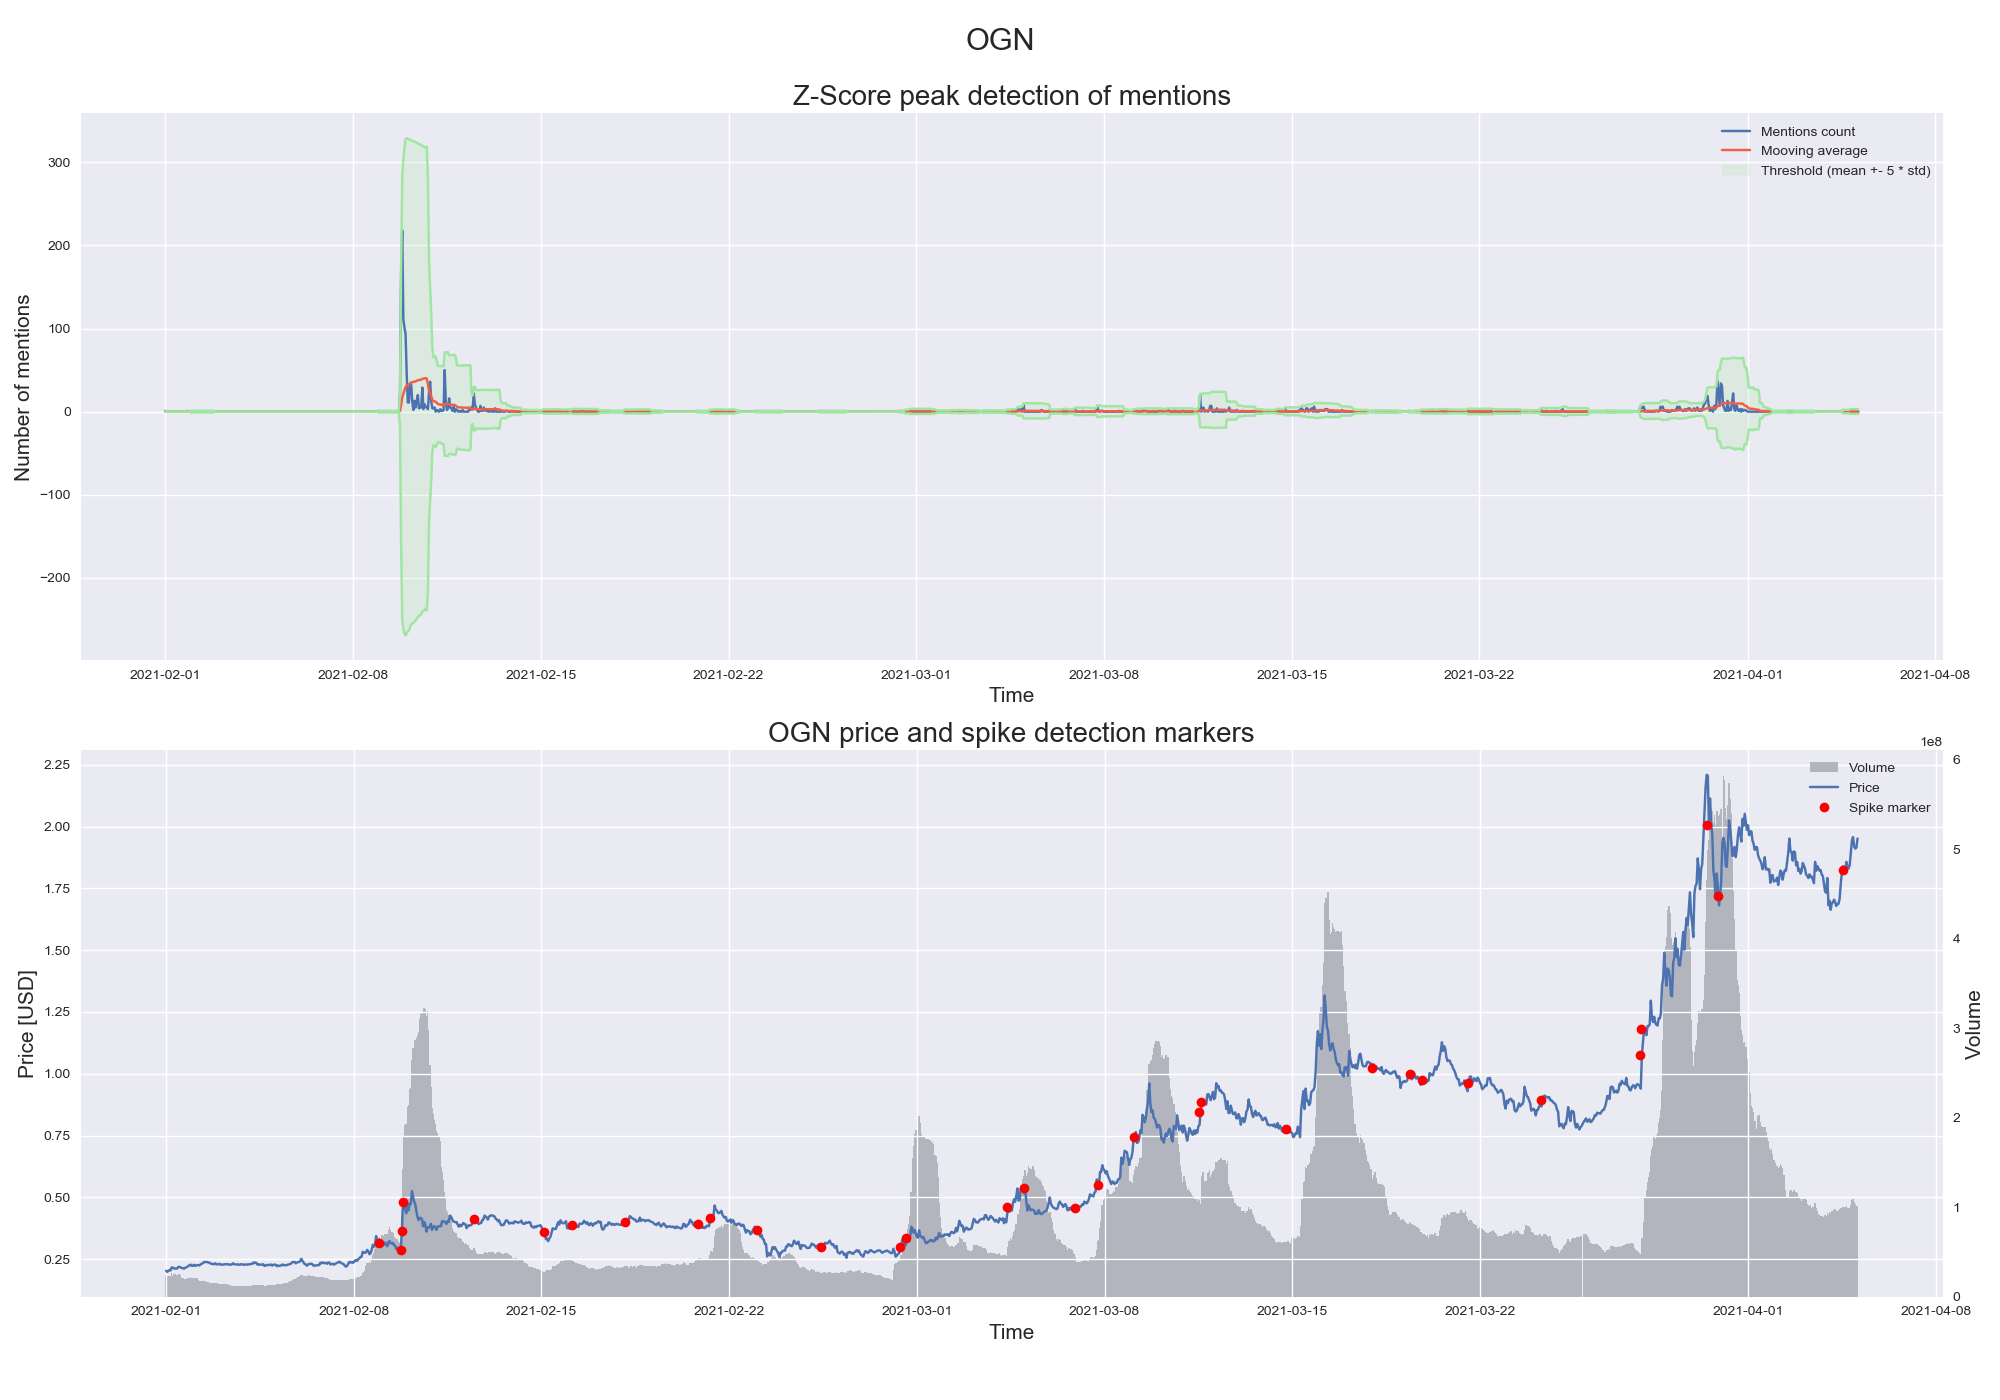 OGN
Z-Score peak detection of mentions
Mentions count
Mooving average
Threshold (mean +- 5 * std)
Number of mentions
300
200
100
0
−100
−200
2021-02-01 2021-02-08 2021-02-15 2021-02-22 2021-03-01 2021-03-08 2021-03-15 2021-03-22 2021-04-01 2021-04-08
Time
OGN price and spike detection markers
1e8
Volume
Price
Spike marker
Price [USD]
2.25
2.00
1.75
1.50
1.25
1.00
0.75
0.50
0.25
6
5
4
3
2
1
0
Volume
2021-02-01 2021-02-08 2021-02-15 2021-02-22 2021-03-01 2021-03-08 2021-03-15 2021-03-22 2021-04-01 2021-04-08
Time